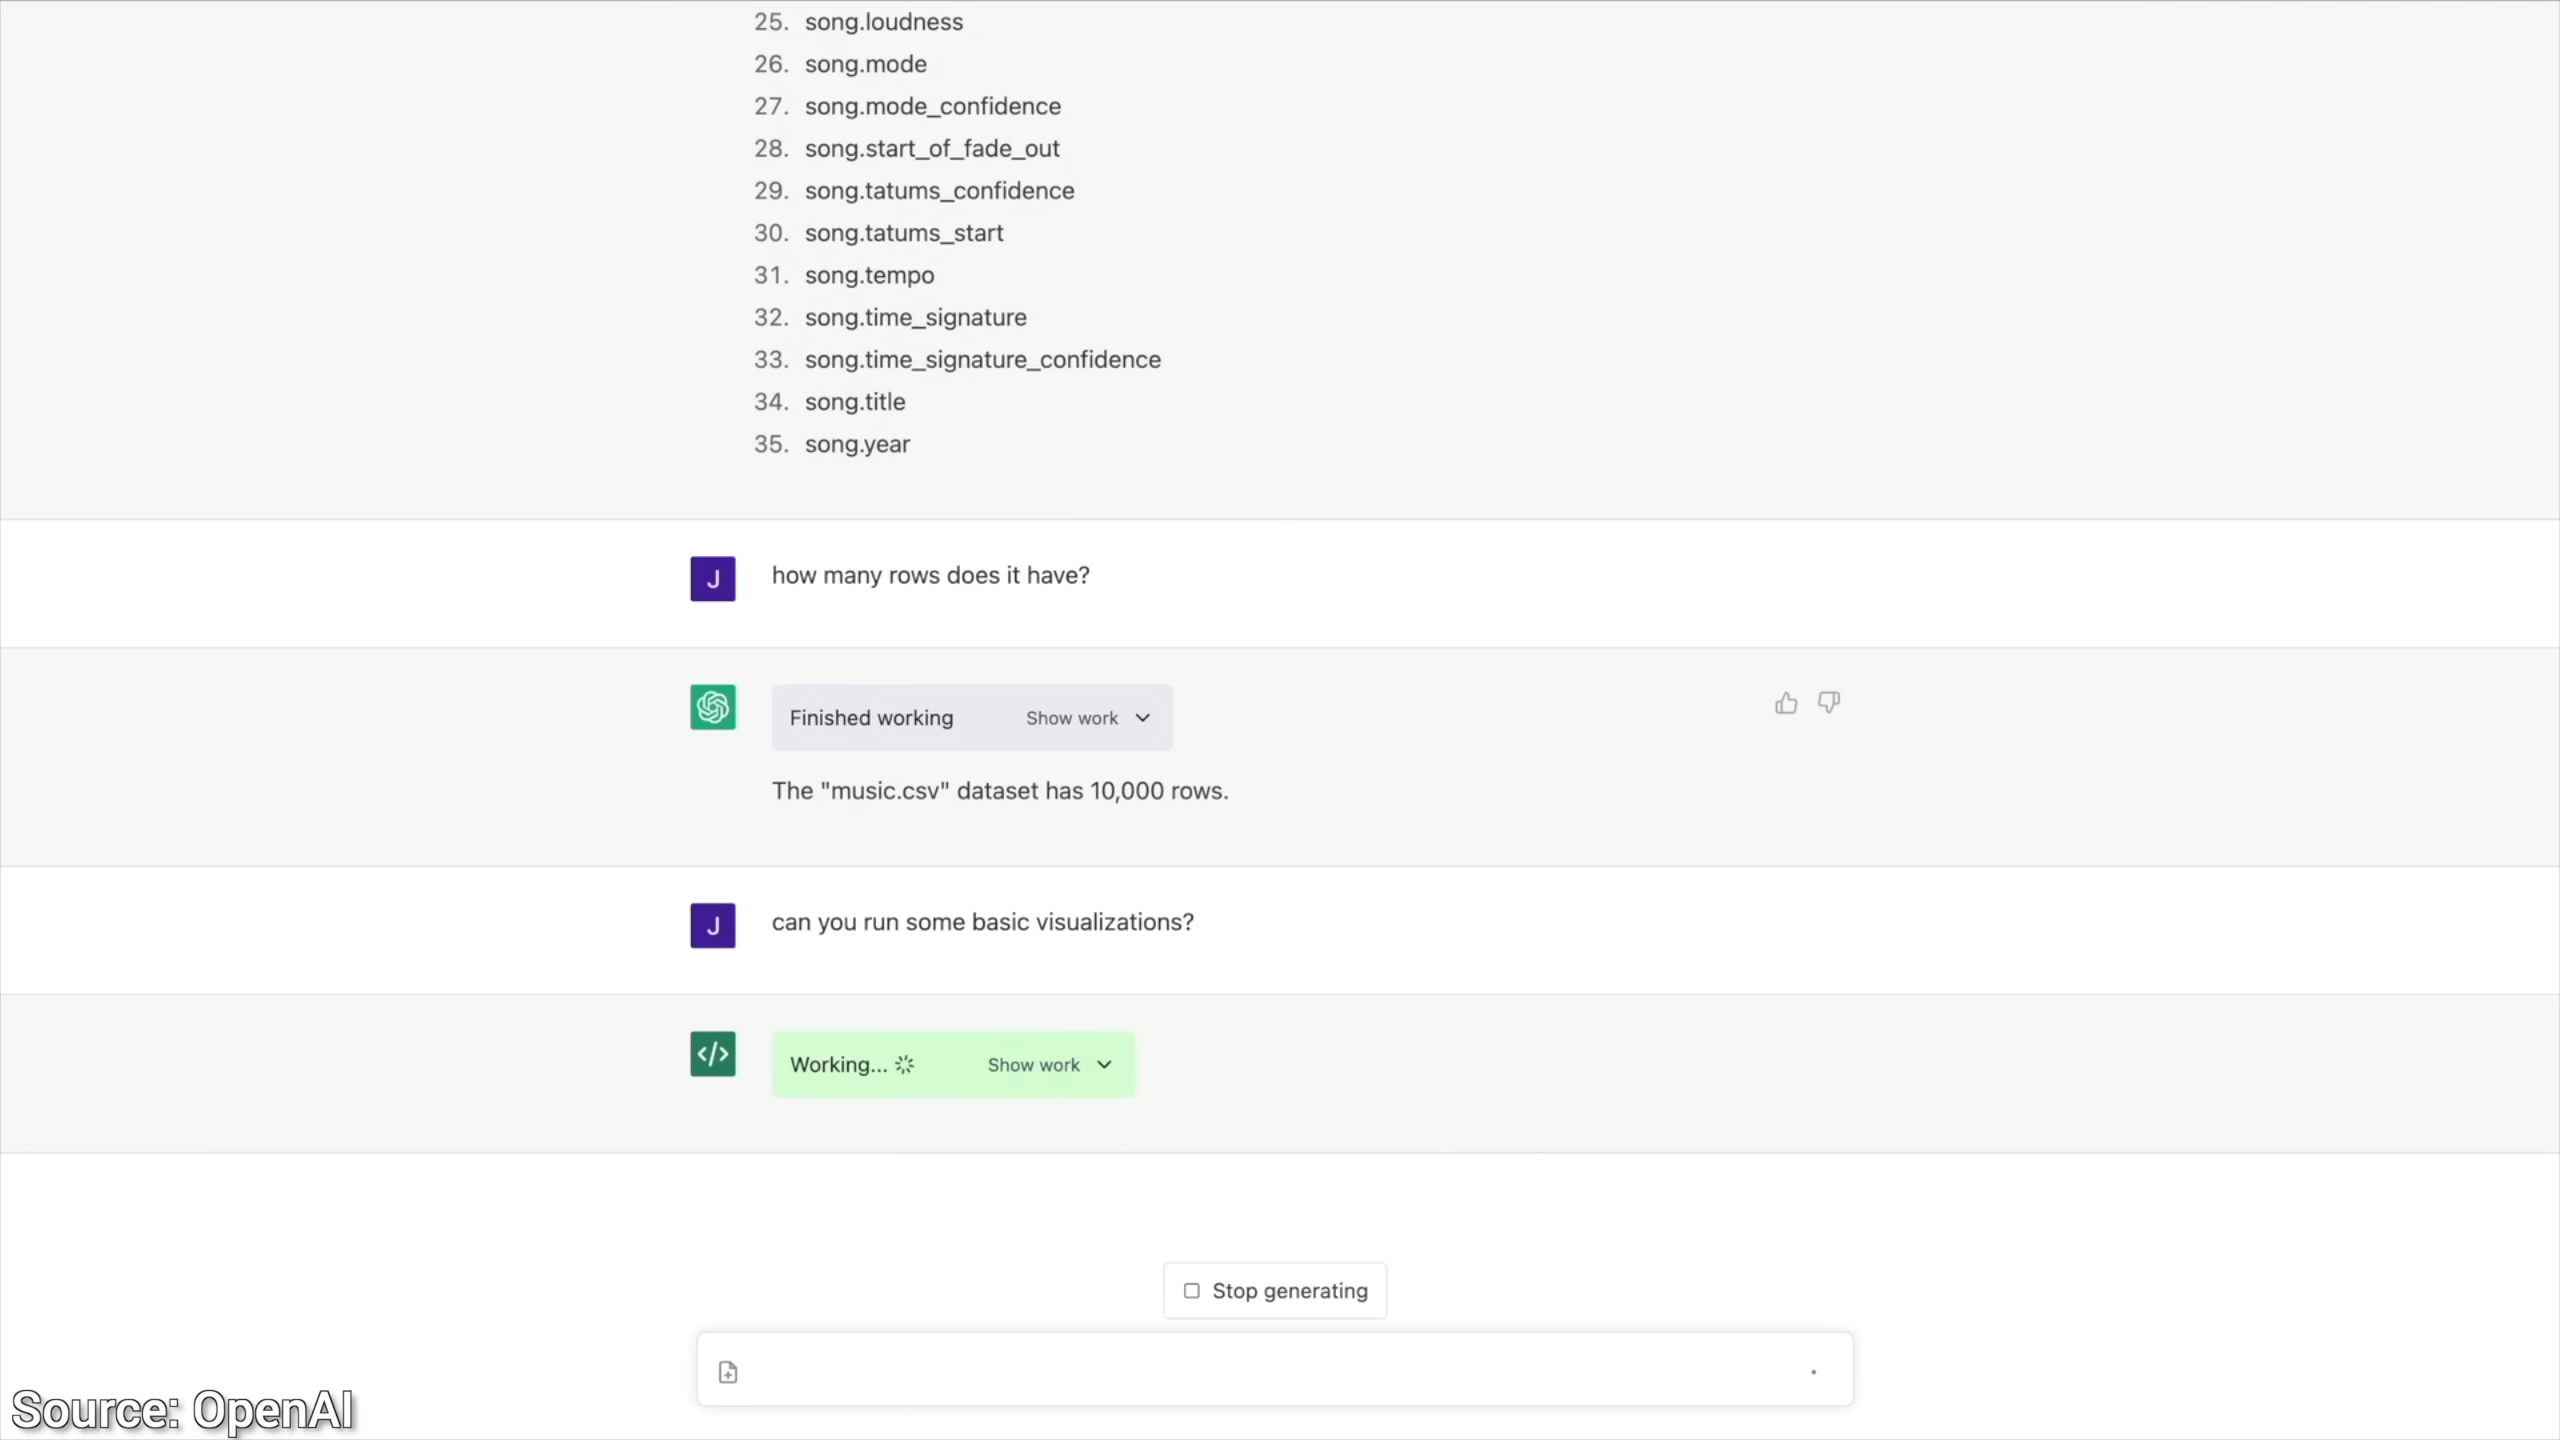 25. song.loudness
26. song.mode
27. song.mode_confidence
28. song.start_of_fade_out
29. song.tatums_confidence
30. song.tatums_start
31. song.tempo
32. song.time_signature
33. song.time_signature_confidence
34. song.title
35. song.year
J how many rows does it have?
Finished working Show work
The "music.csv" dataset has 10,000 rows.
J can you run some basic visualizations?
</> Working... Show work
Stop generating
Source: OpenAI